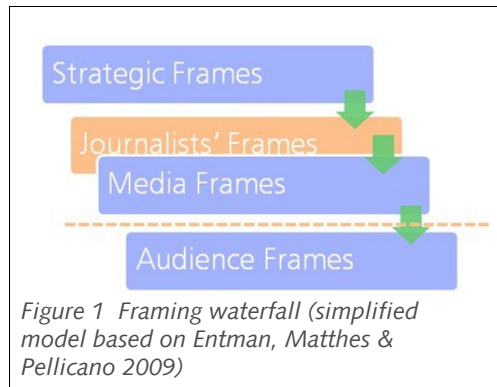 Strategic Frames
Journalists' Frames
Media Frames
Audience Frames
Figure 1  Framing waterfall (simplified
model based on Entman, Matthes &
Pellicano 2009)